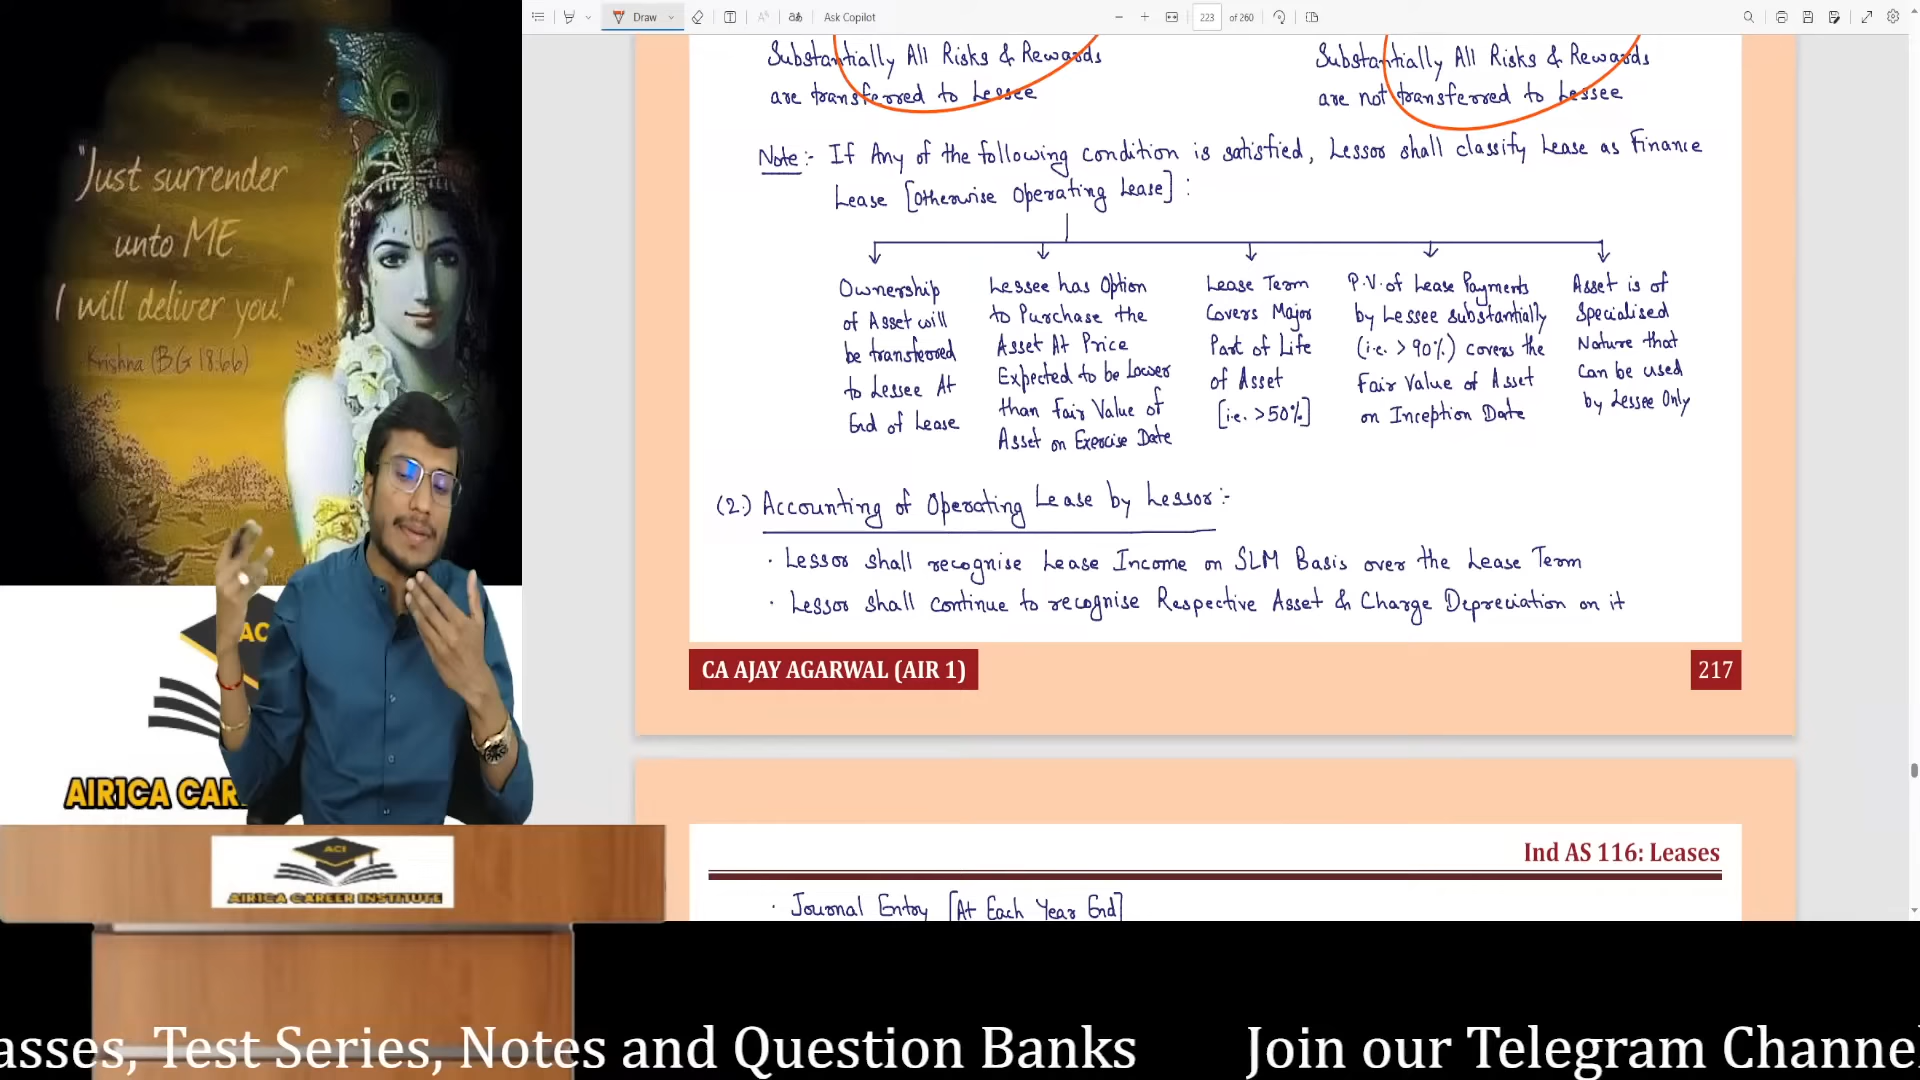 Draw
Ask Copilot
223
of 260
"Just surrender
unto ME
I will deliver you!"
Krishna (B.G 18.66)
Substantially All Risks & Rewards
are transferred to Lessee
Substantially All Risks & Rewards
are not transferred to Lessee
Note:- If Any of the following condition is satisfied, Lessor shall classify Lease as Finance
Lease [otherwise operating Lease] :
Ownership
of Asset will
be transferred
to Lessee At
End of Lease
Lessee has Option
to Purchase the
Asset At Price
Expected to be Lower
than Fair Value of
Asset on Exercise Date
Lease Term
Covers Major
Part of Life
of Asset
[i.e. >50%]
P.V. of Lease Payments
by Lessee substantially
(i.e. > 90%) covers the
Fair Value of Asset
on Inception Date
Asset is of
Specialised
Nature that
can be used
by Lessee Only
(2.) Accounting of Operating Lease by Lessor :-
· Lessor shall recognise Lease Income on SLM Basis over the Lease Term
· Lessor shall continue to recognise Respective Asset & Charge Depreciation on it
CA AJAY AGARWAL (AIR 1)
217
Ind AS 116: Leases
· Journal Entry [At Each Year End]
AC
AIR1CA CAR
ACI
AIR1CA CAREER INSTITUTE
asses, Test Series, Notes and Question Banks
Join our Telegram Channe